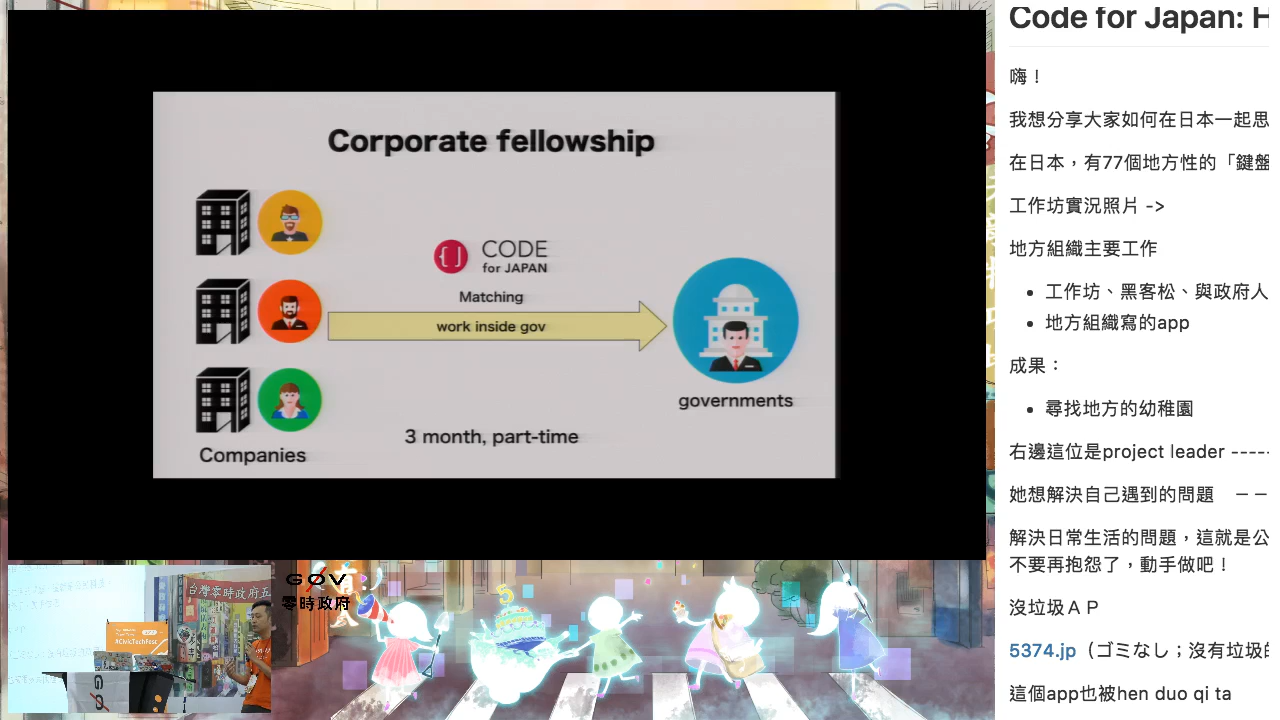 Corporate fellowship
CODE
for JAPAN
Matching
work inside gov
3 month, part-time
Companies
governments
GØV
零時政府
台灣零時政府五
#CivicTechFest
5
Code for Japan: H
嗨！
我想分享大家如何在日本一起思
在日本，有77個地方性的「鍵盤
工作坊實況照片 ->
地方組織主要工作
• 工作坊、黑客松、與政府人
• 地方組織寫的app
成果：
• 尋找地方的幼稚園
右邊這位是project leader -----
她想解決自己遇到的問題 －－
解決日常生活的問題，這就是公
不要再抱怨了，動手做吧！
沒垃圾ＡＰ
5374.jp（ゴミなし；沒有垃圾的
這個app也被hen duo qi ta